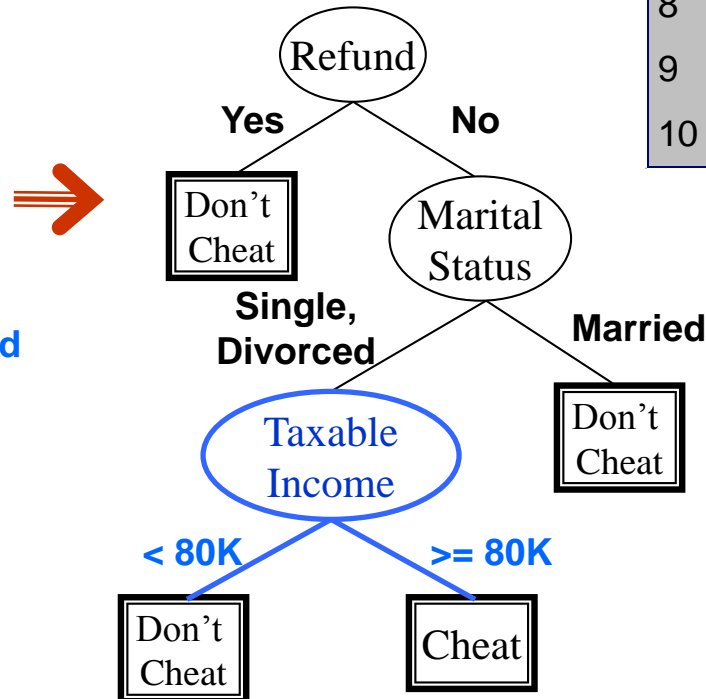 8
9
10
Refund
Yes
No
Don't
Cheat
Marital
Status
Single,
Divorced
Married
d
Taxable
Income
Don't
Cheat
< 80K
>= 80K
Don't
Cheat
Cheat